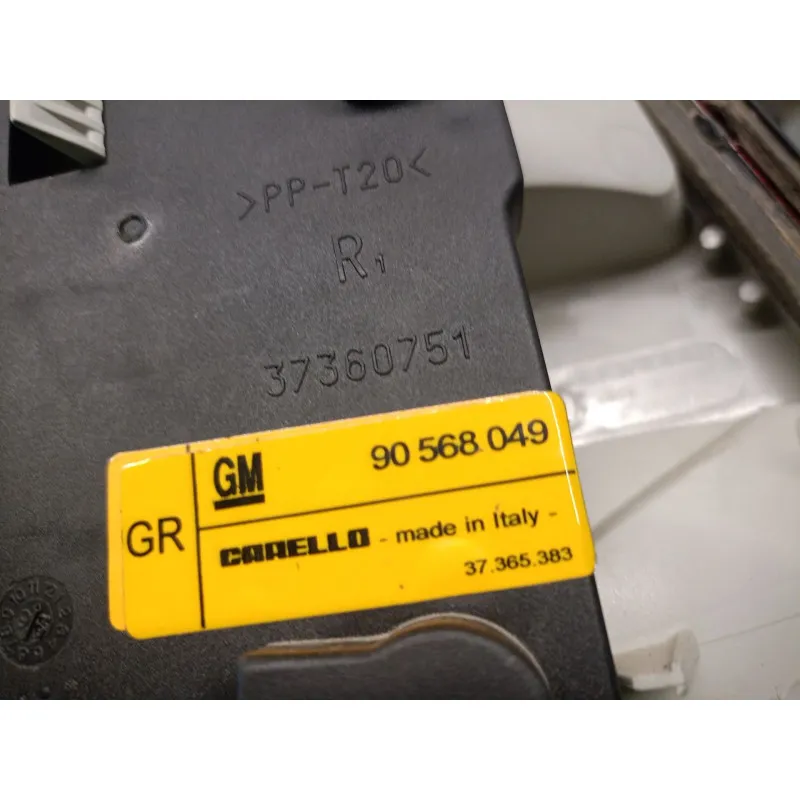 >PP-T20<
R1
37360751
GR
GM
90 568 049
CARELLO - made in Italy -
37.365.383